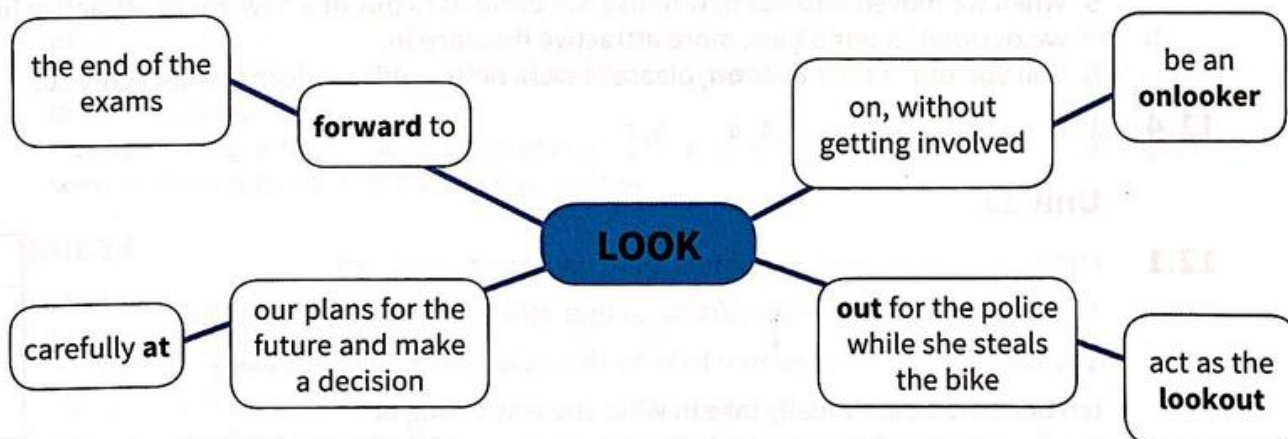 the end of the
exams
forward to
on, without
getting involved
be an
onlooker
LOOK
carefully at
our plans for the
future and make
a decision
out for the police
while she steals
the bike
act as the
lookout